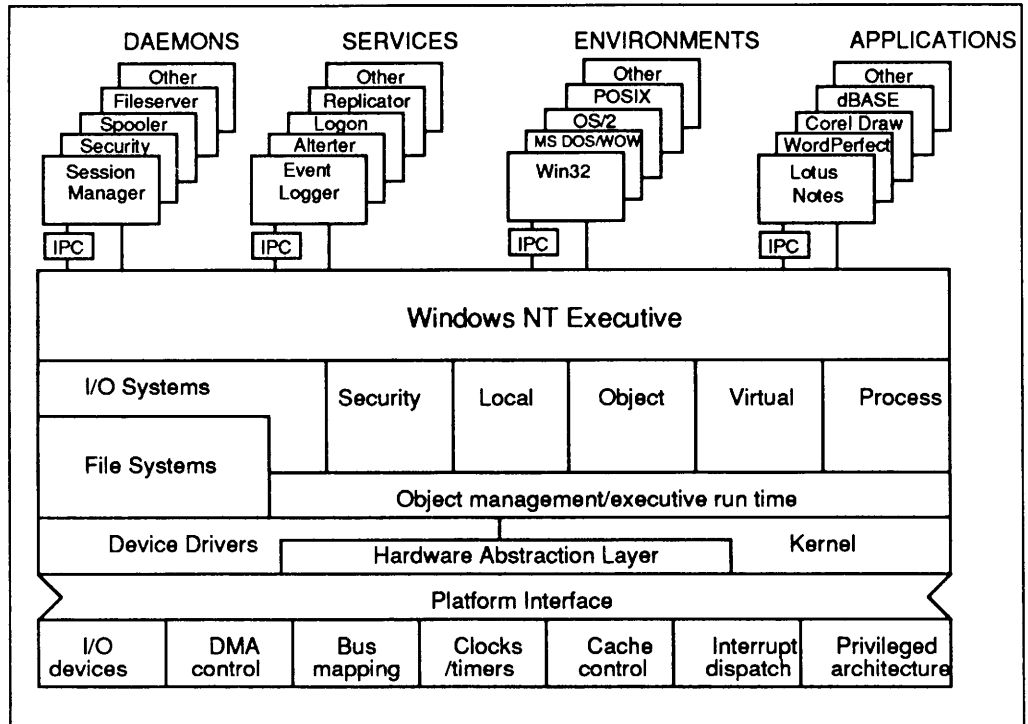 DAEMONS SERVICES ENVIRONMENTS APPLICATIONS
Other
Fileserver
Spooler
Security
Session
Manager
IPC
Other
Replicator
Logon
Alterter
Event
Logger
IPC
Other
POSIX
OS/2
MS DOS/WOW
Win32
IPC
Other
dBASE
Corel Draw
WordPerfect
Lotus
Notes
IPC
Windows NT Executive
I/O Systems
Security Local Object Virtual Process
File Systems
Object management/executive run time
Device Drivers
Hardware Abstraction Layer
Kernel
Platform Interface
I/O
devices
DMA
control
Bus
mapping
Clocks
/timers
Cache
control
Interrupt
dispatch
Privileged
architecture